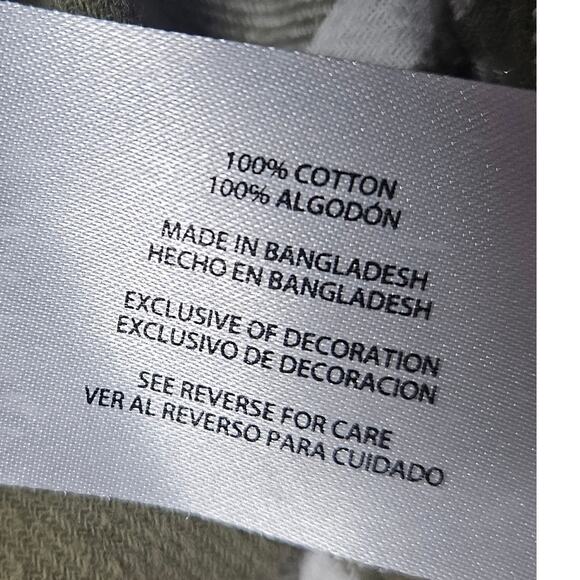 100% COTTON
100% ALGODÓN
MADE IN BANGLADESH
HECHO EN BANGLADESH
EXCLUSIVE OF DECORATION
EXCLUSIVO DE DECORACION
SEE REVERSE FOR CARE
VER AL REVERSO PARA CUIDADO